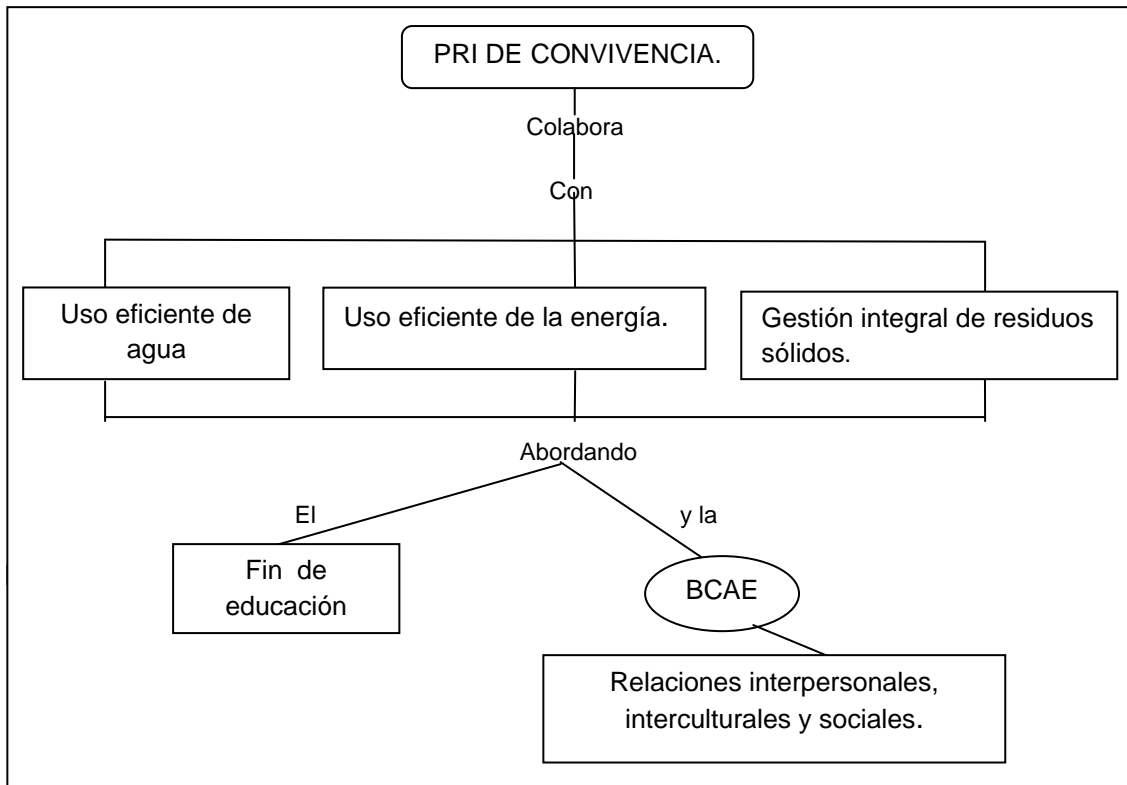 PRI DE CONVIVENCIA.
Colabora
Con
Uso eficiente de
agua
Uso eficiente de la energía.
Gestión integral de residuos
sólidos.
Abordando
El
y la
Fin de
educación
BCAE
Relaciones interpersonales,
interculturales y sociales.